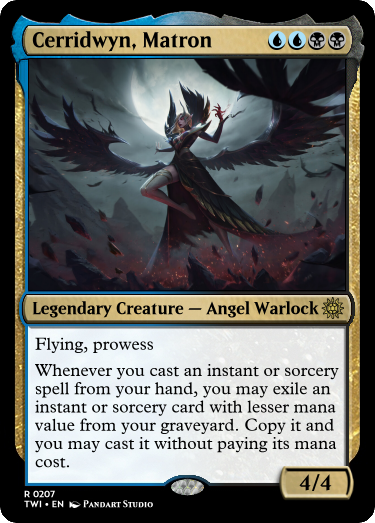 Cerridwyn, Matron
Legendary Creature — Angel Warlock
Flying, prowess
Whenever you cast an instant or sorcery
spell from your hand, you may exile an
instant or sorcery card with lesser mana
value from your graveyard. Copy it and
you may cast it without paying its mana
cost.
4/4
R 0207
TWI • EN Pandart Studio